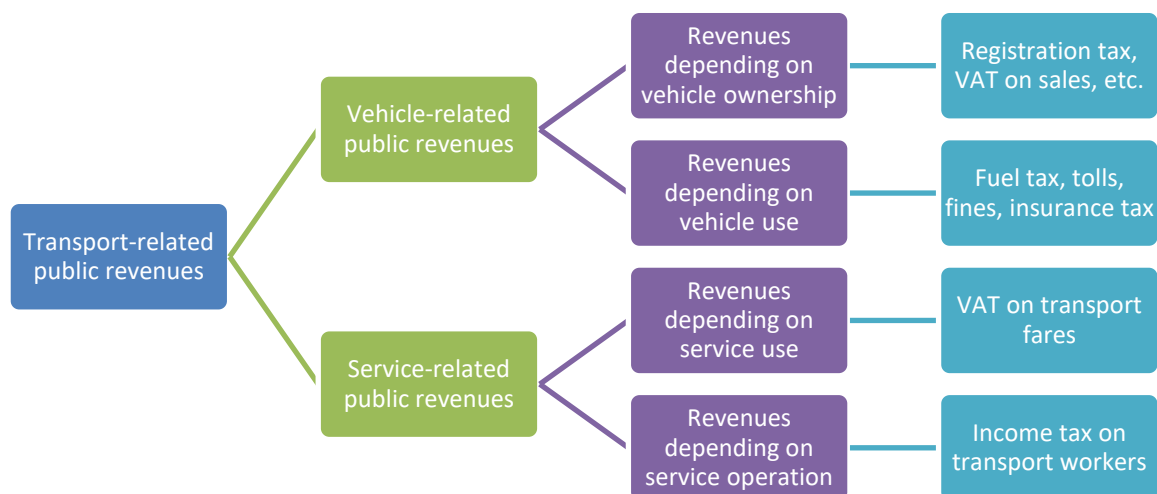 Transport-related
public revenues
Vehicle-related
public revenues
Service-related
public revenues
Revenues
depending on
vehicle ownership
Revenues
depending on
vehicle use
Revenues
depending on
service use
Revenues
depending on
service operation
Registration tax,
VAT on sales, etc.
Fuel tax, tolls,
fines, insurance tax
VAT on transport
fares
Income tax on
transport workers